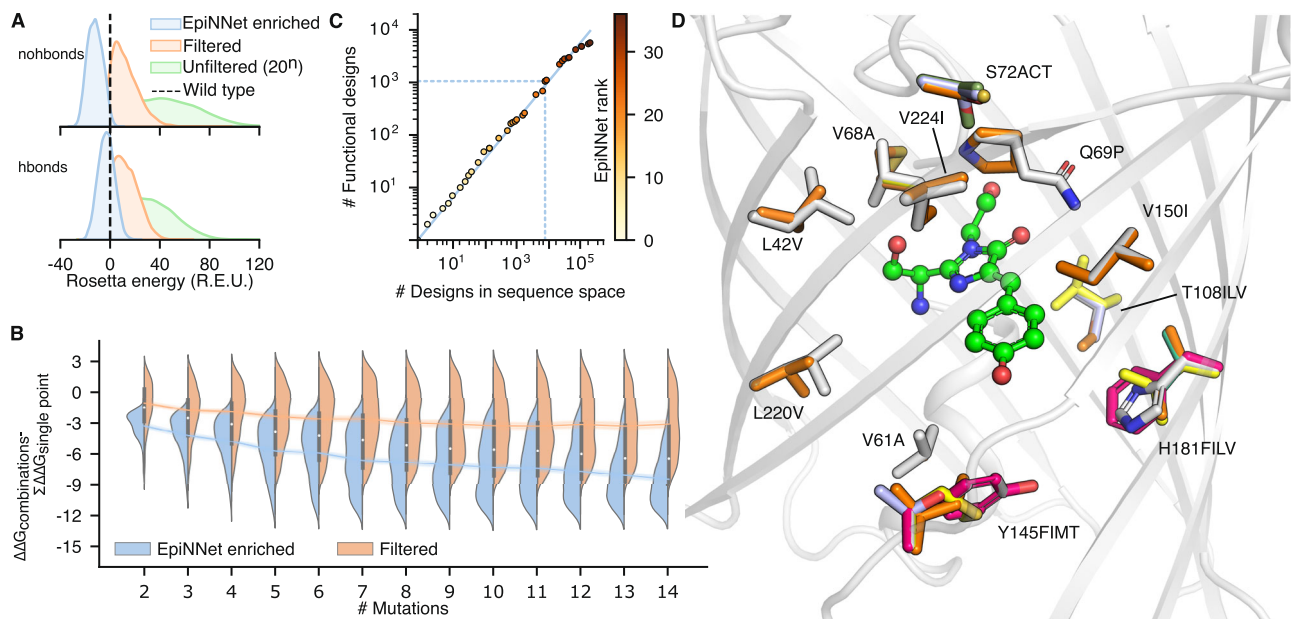 A
EpiNNet enriched
Filtered
Unfiltered (20ⁿ)
Wild type
nohbonds
hbonds
-40 0 40 80 120
Rosetta energy (R.E.U.)
C
# Functional designs
10⁴
10³
10²
10¹
10¹ 10³ 10⁵
# Designs in sequence space
EpiNNet rank
30
20
10
0
B
ΔΔGcombinations-
ΣΔΔGsingle point
3
0
-3
-6
-9
-12
-15
EpiNNet enriched
Filtered
2 3 4 5 6 7 8 9 10 11 12 13 14
# Mutations
D
S72ACT
V224I
V68A
Q69P
L42V
V150I
T108ILV
L220V
V61A
H181FILV
Y145FIMT